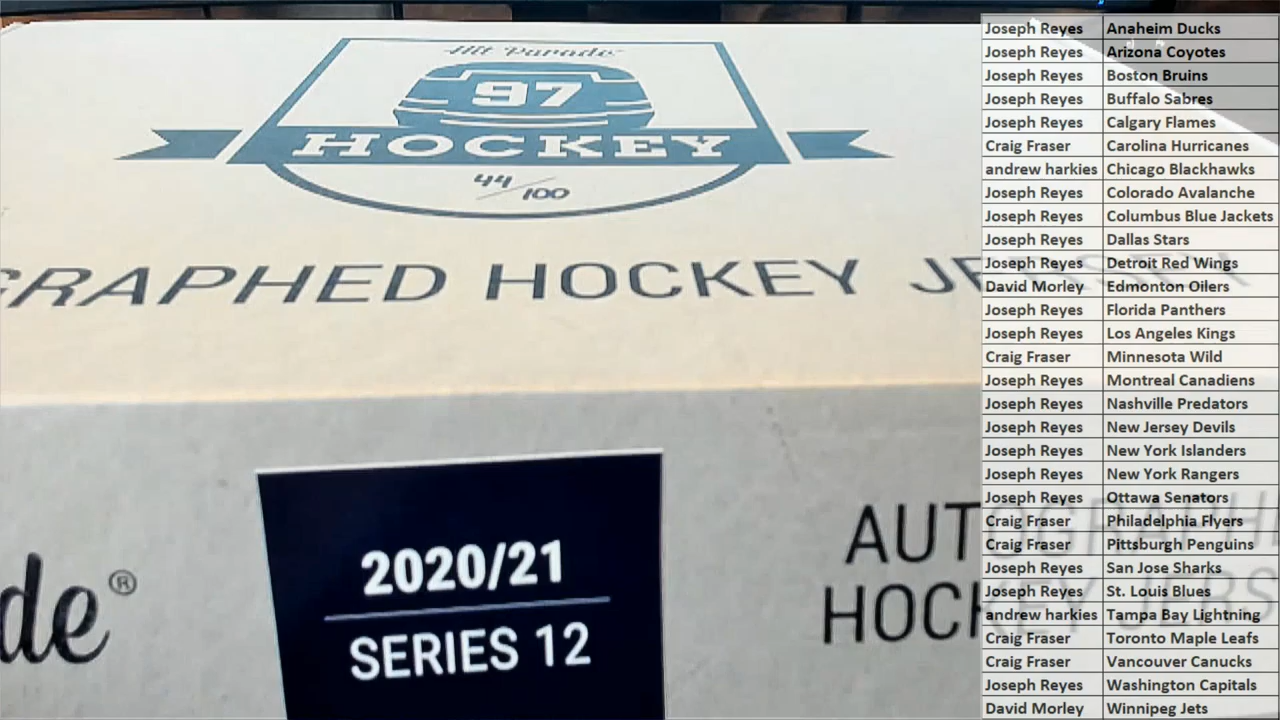 Hit Parade
97
HOCKEY
44/100
GRAPHED HOCKEY JE
2020/21
SERIES 12
de®
AUTOGRAPHE
HOCKEY JERS
Joseph Reyes Anaheim Ducks
Joseph Reyes Arizona Coyotes
Joseph Reyes Boston Bruins
Joseph Reyes Buffalo Sabres
Joseph Reyes Calgary Flames
Craig Fraser Carolina Hurricanes
andrew harkies Chicago Blackhawks
Joseph Reyes Colorado Avalanche
Joseph Reyes Columbus Blue Jackets
Joseph Reyes Dallas Stars
Joseph Reyes Detroit Red Wings
David Morley Edmonton Oilers
Joseph Reyes Florida Panthers
Joseph Reyes Los Angeles Kings
Craig Fraser Minnesota Wild
Joseph Reyes Montreal Canadiens
Joseph Reyes Nashville Predators
Joseph Reyes New Jersey Devils
Joseph Reyes New York Islanders
Joseph Reyes New York Rangers
Joseph Reyes Ottawa Senators
Craig Fraser Philadelphia Flyers
Craig Fraser Pittsburgh Penguins
Joseph Reyes San Jose Sharks
Joseph Reyes St. Louis Blues
andrew harkies Tampa Bay Lightning
Craig Fraser Toronto Maple Leafs
Craig Fraser Vancouver Canucks
Joseph Reyes Washington Capitals
David Morley Winnipeg Jets